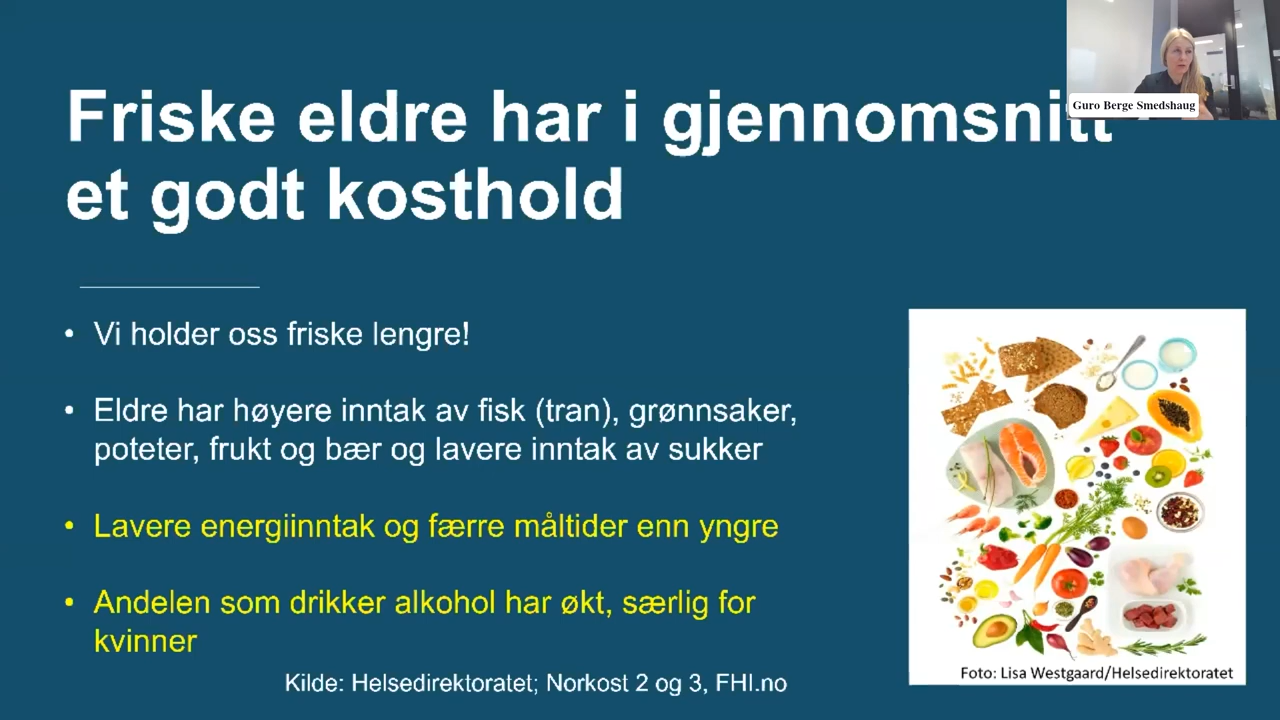 Guro Berge Smedshaug
Friske eldre har i gjennomsnitt
et godt kosthold
• Vi holder oss friske lengre!
• Eldre har høyere inntak av fisk (tran), grønnsaker,
poteter, frukt og bær og lavere inntak av sukker
• Lavere energiinntak og færre måltider enn yngre
• Andelen som drikker alkohol har økt, særlig for
kvinner
Kilde: Helsedirektoratet; Norkost 2 og 3, FHI.no
Foto: Lisa Westgaard/Helsedirektoratet